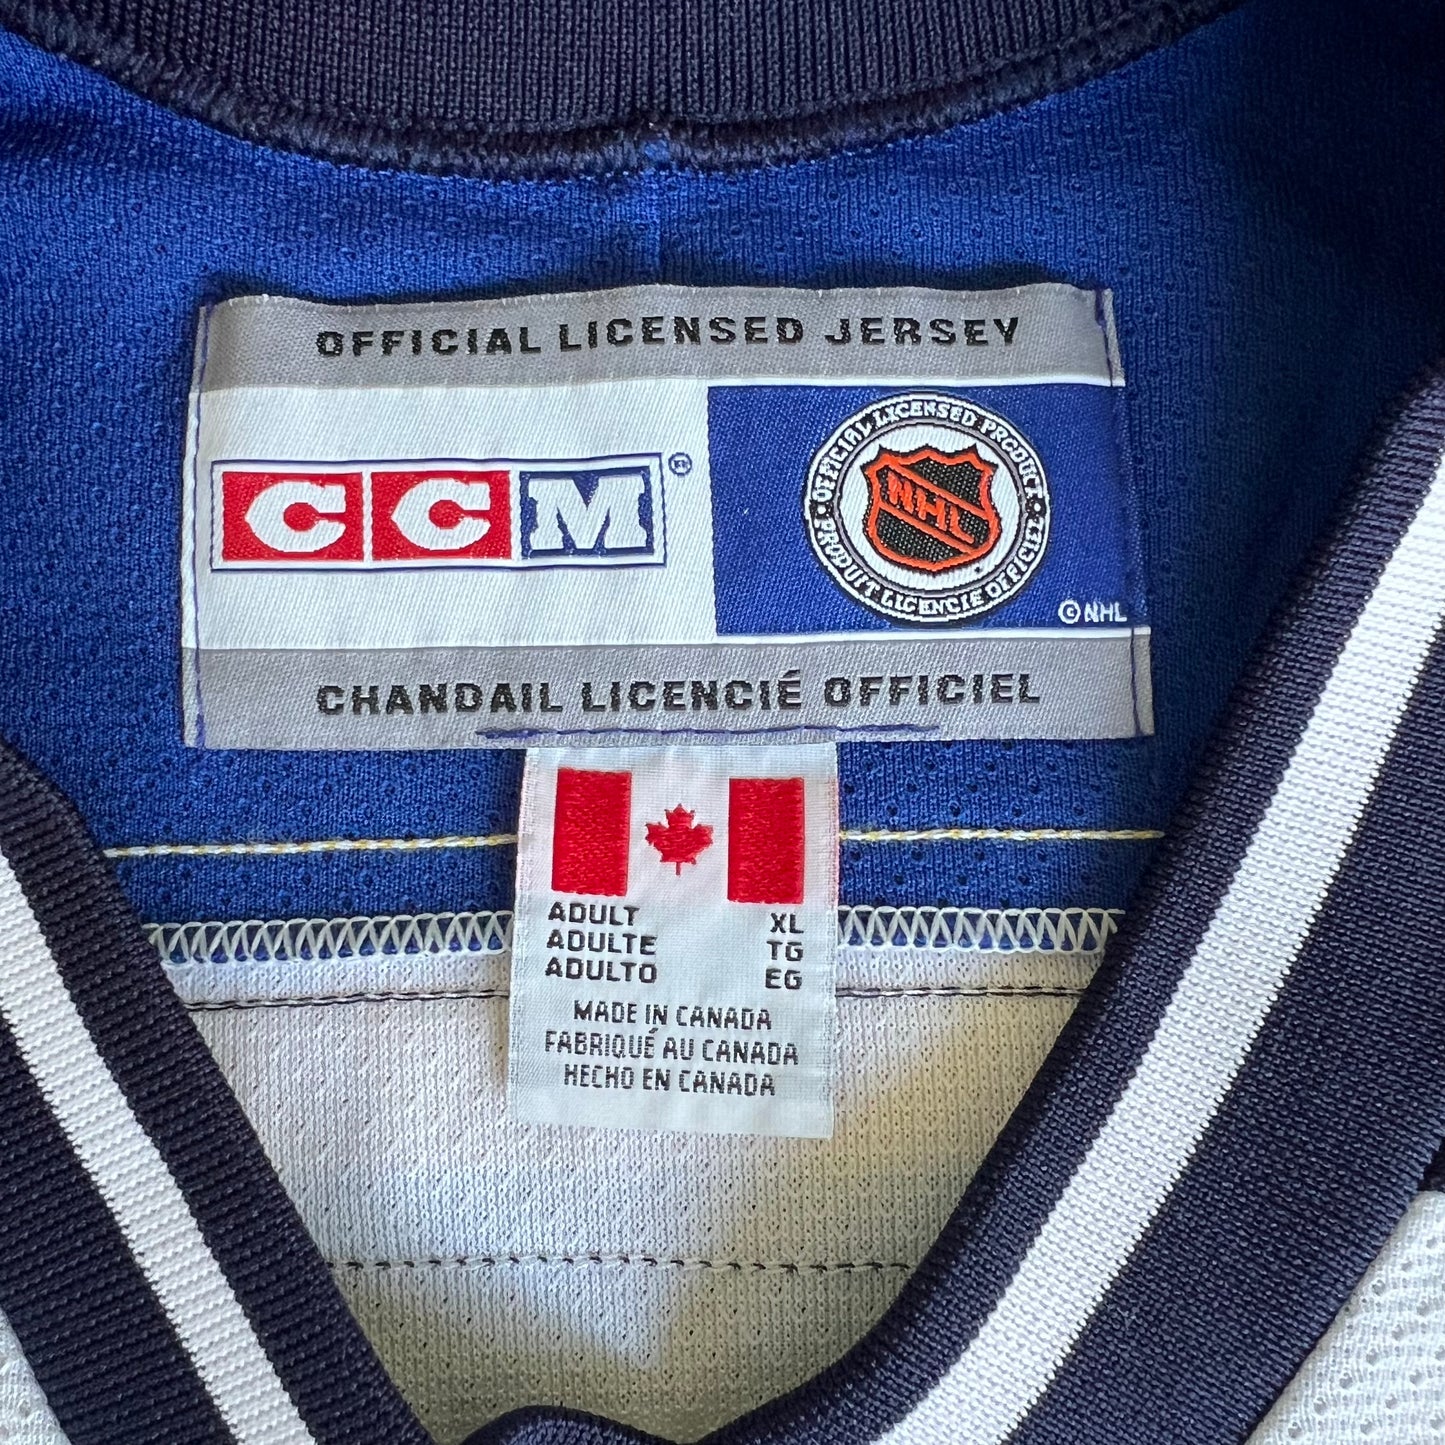 OFFICIAL LICENSED JERSEY
CCM®
OFFICIAL LICENSED PRODUCT • PRODUIT LICENCIE OFFICIEL •
NHL
© NHL
CHANDAIL LICENCIÉ OFFICIEL
ADULT XL
ADULTE TG
ADULTO EG
MADE IN CANADA
FABRIQUÉ AU CANADA
HECHO EN CANADA